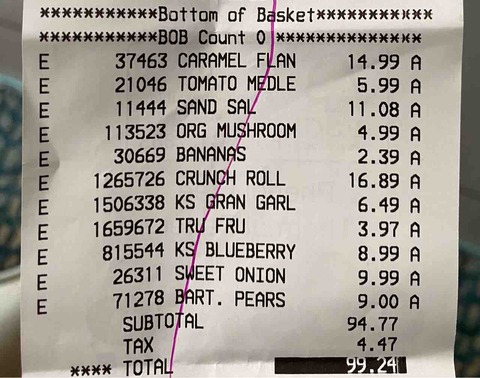 ***********Bottom of Basket***********
***********BOB Count 0 **************
E 37463 CARAMEL FLAN 14.99 A
E 21046 TOMATO MEDLE 5.99 A
E 11444 SAND SAL 11.08 A
E 113523 ORG MUSHROOM 4.99 A
E 30669 BANANAS 2.39 A
E 1265726 CRUNCH ROLL 16.89 A
E 1506338 KS GRAN GARL 6.49 A
E 1659672 TRU FRU 3.97 A
E 815544 KS BLUEBERRY 8.99 A
E 26311 SWEET ONION 9.99 A
E 71278 BART. PEARS 9.00 A
SUBTOTAL 94.77
TAX 4.47
**** TOTAL 99.24